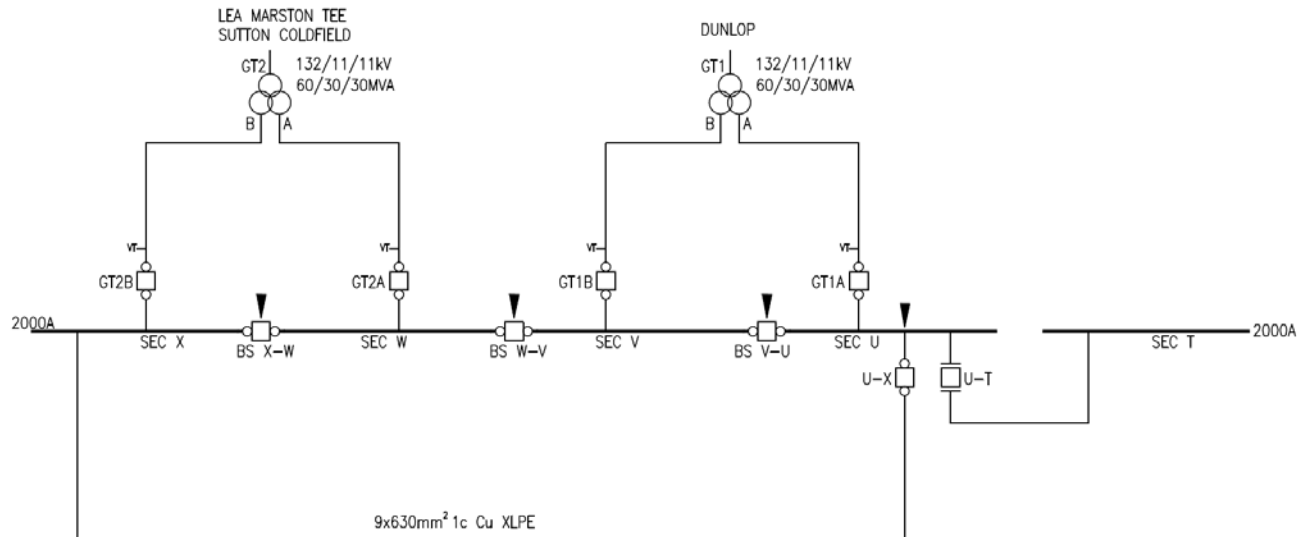 LEA MARSTON TEE
SUTTON COLDFIELD
DUNLOP
GT2
132/11/11kV
60/30/30MVA
GT1
132/11/11kV
60/30/30MVA
B
A
B
A
VT
VT
VT
VT
GT2B
GT2A
GT1B
GT1A
2000A
SEC X
BS X-W
SEC W
BS W-V
SEC V
BS V-U
SEC U
SEC T
2000A
U-X
U-T
9x630mm² 1c Cu XLPE